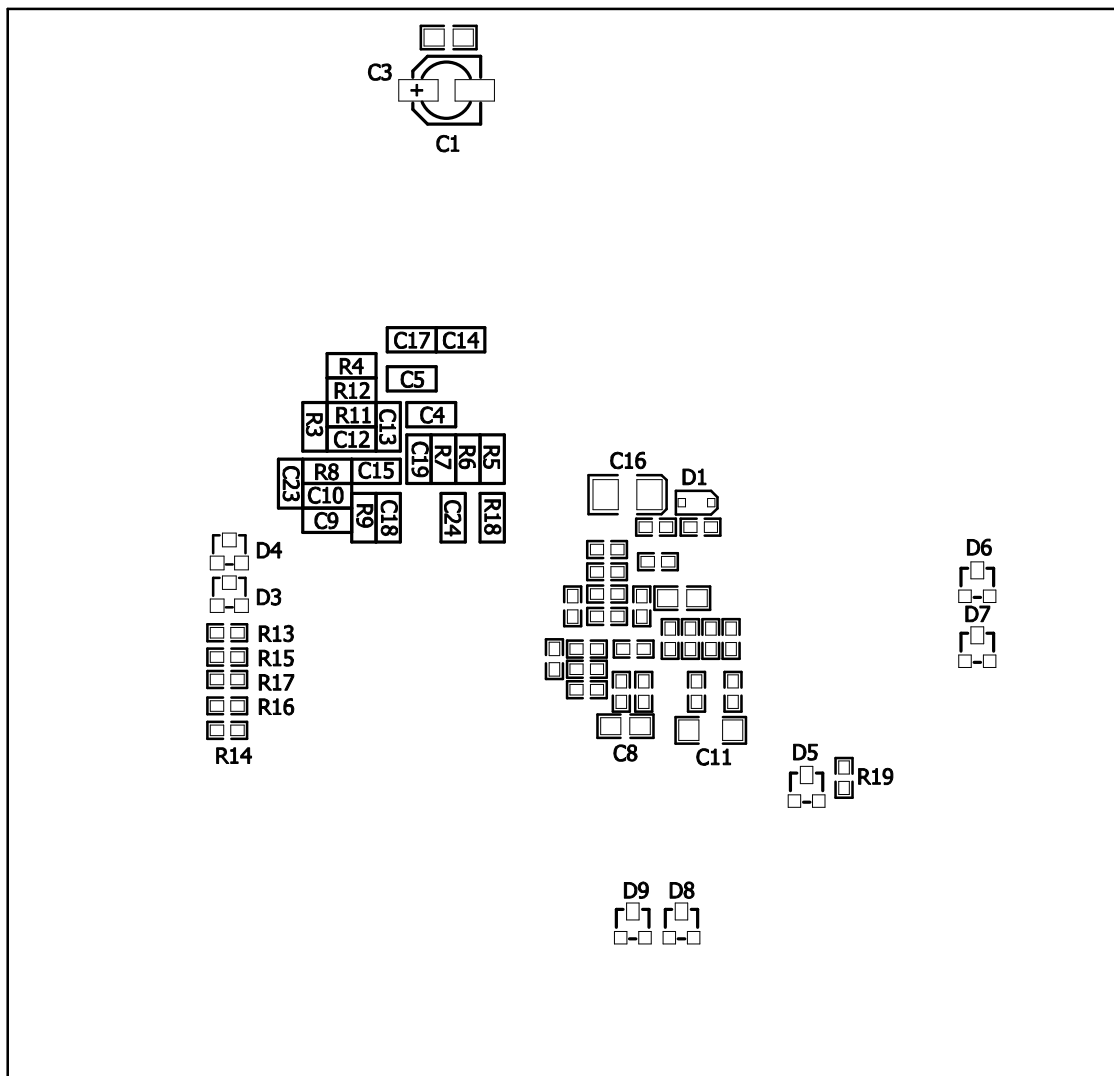 C3
+
C1
C17 C14
R4
C5
R12
R3 R11 C13 C4
C12
C19 R7 R6 R5
C23 R8 C15
C10
C9 R9 C18 C24 R18
C16 D1
D4
D3
R13
R15
R17
R16
R14
D6
D7
C8 C11
D5
R19
D9 D8